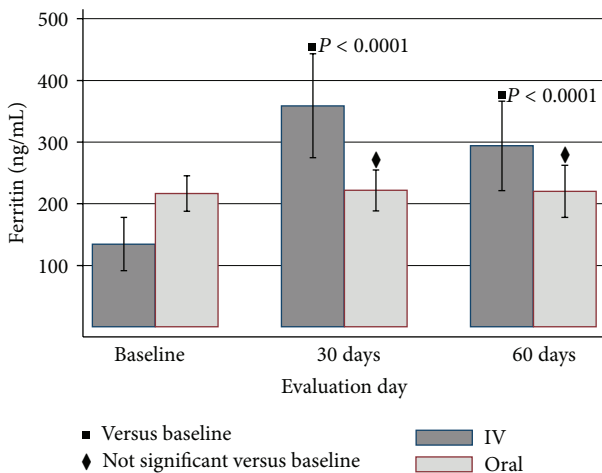 500
400
300
200
100
Ferritin (ng/mL)
P < 0.0001
P < 0.0001
Baseline
30 days
60 days
Evaluation day
Versus baseline
Not significant versus baseline
IV
Oral